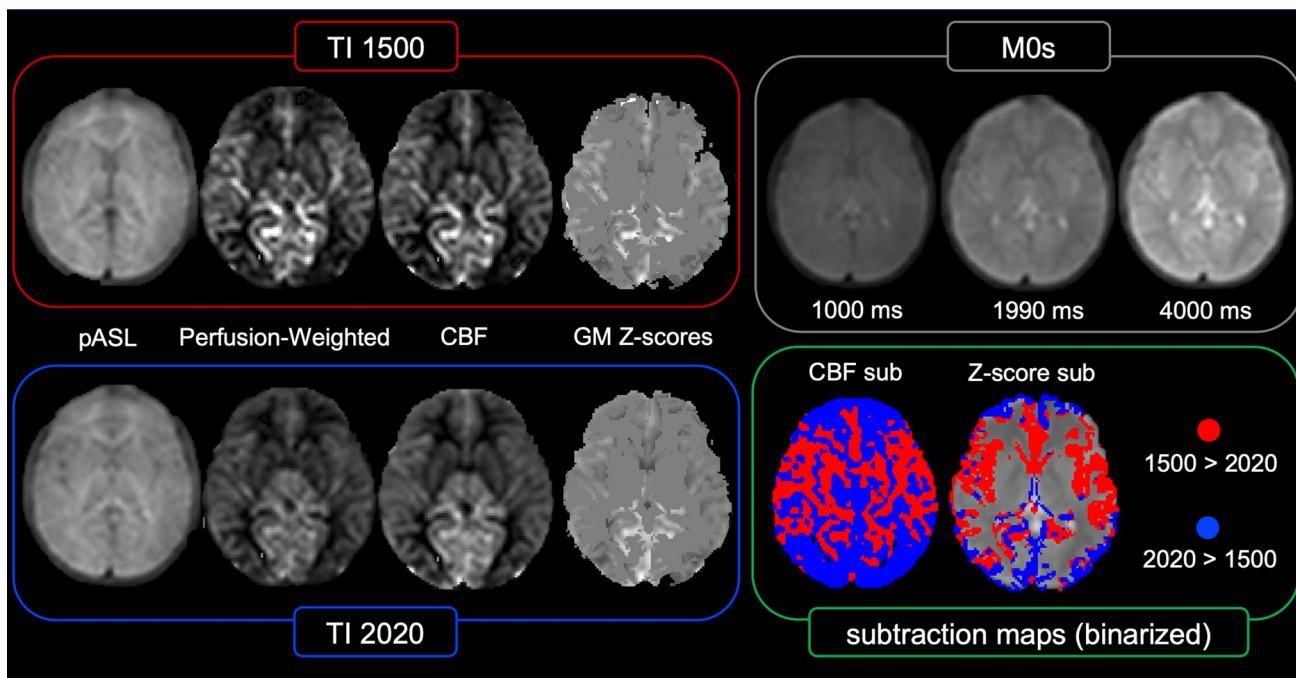 TI 1500
M0s
1000 ms
1990 ms
4000 ms
pASL
Perfusion-Weighted
CBF
GM Z-scores
CBF sub
Z-score sub
1500 > 2020
2020 > 1500
TI 2020
subtraction maps (binarized)